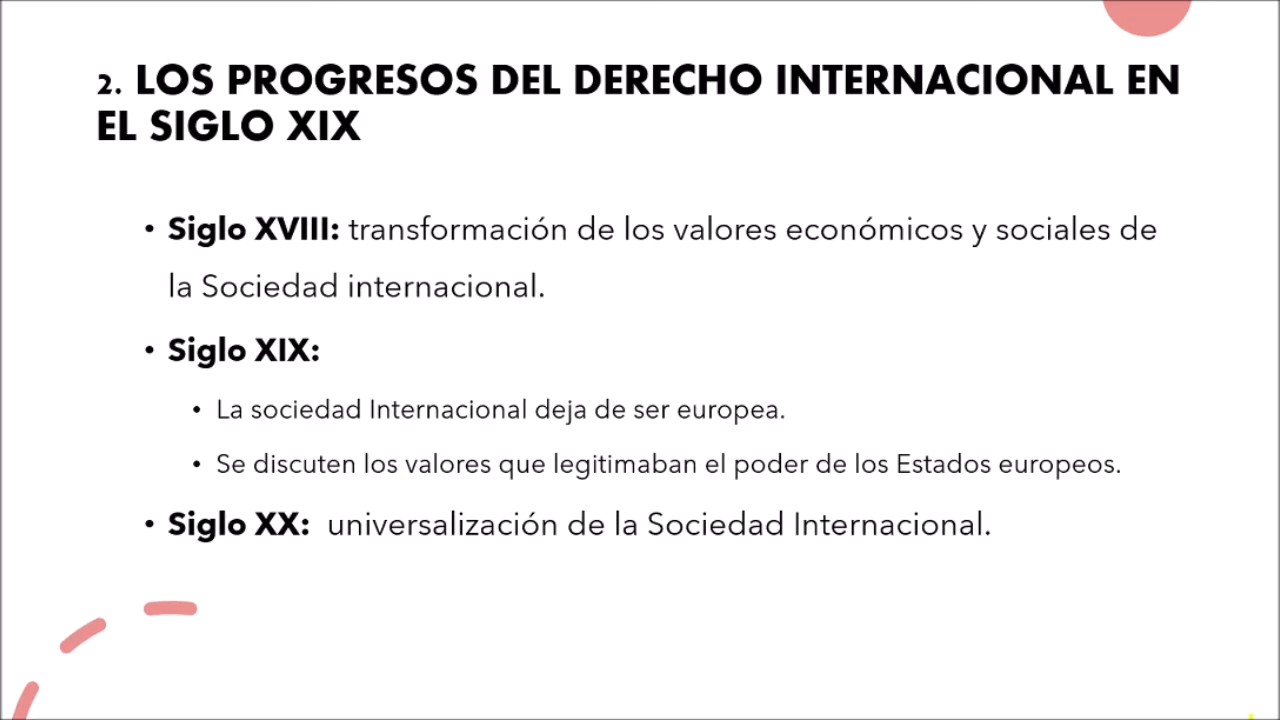 2. LOS PROGRESOS DEL DERECHO INTERNACIONAL EN
EL SIGLO XIX
• Siglo XVIII: transformación de los valores económicos y sociales de
la Sociedad internacional.
• Siglo XIX:
• La sociedad Internacional deja de ser europea.
• Se discuten los valores que legitimaban el poder de los Estados europeos.
• Siglo XX: universalización de la Sociedad Internacional.